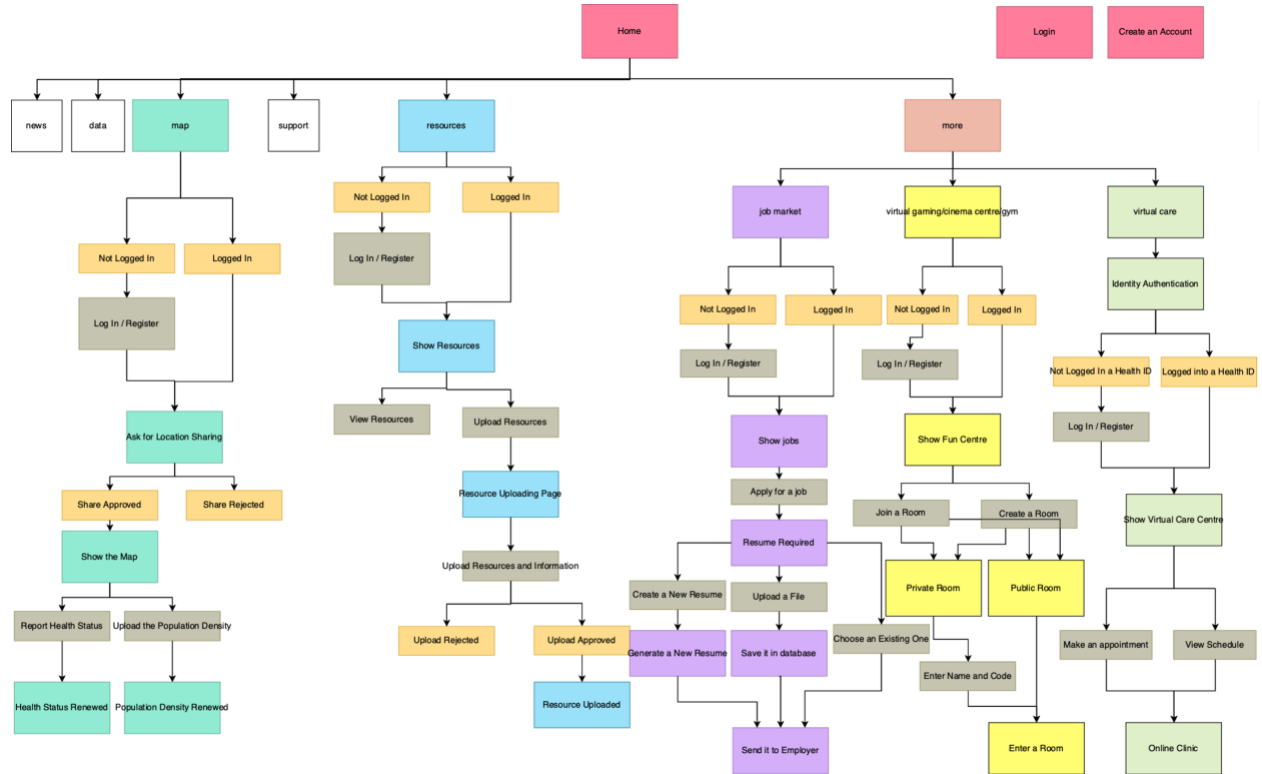 Home
Login
Create an Account
news
data
map
support
resources
more
Not Logged In
Logged In
job market
virtual gaming/cinema centre/gym
virtual care
Not Logged In
Logged In
Log In / Register
Identity Authentication
Log In / Register
Not Logged In
Logged In
Not Logged In
Logged In
Show Resources
Log In / Register
Log In / Register
Not Logged In a Health ID
Logged into a Health ID
View Resources
Upload Resources
Log In / Register
Ask for Location Sharing
Show jobs
Show Fun Centre
Share Approved
Share Rejected
Resource Uploading Page
Apply for a job
Join a Room
Create a Room
Show Virtual Care Centre
Show the Map
Resume Required
Upload Resources and Information
Private Room
Public Room
Create a New Resume
Upload a File
Report Health Status
Upload the Population Density
Upload Rejected
Upload Approved
Choose an Existing One
Make an appointment
View Schedule
Generate a New Resume
Save it in database
Enter Name and Code
Health Status Renewed
Population Density Renewed
Resource Uploaded
Send it to Employer
Enter a Room
Online Clinic